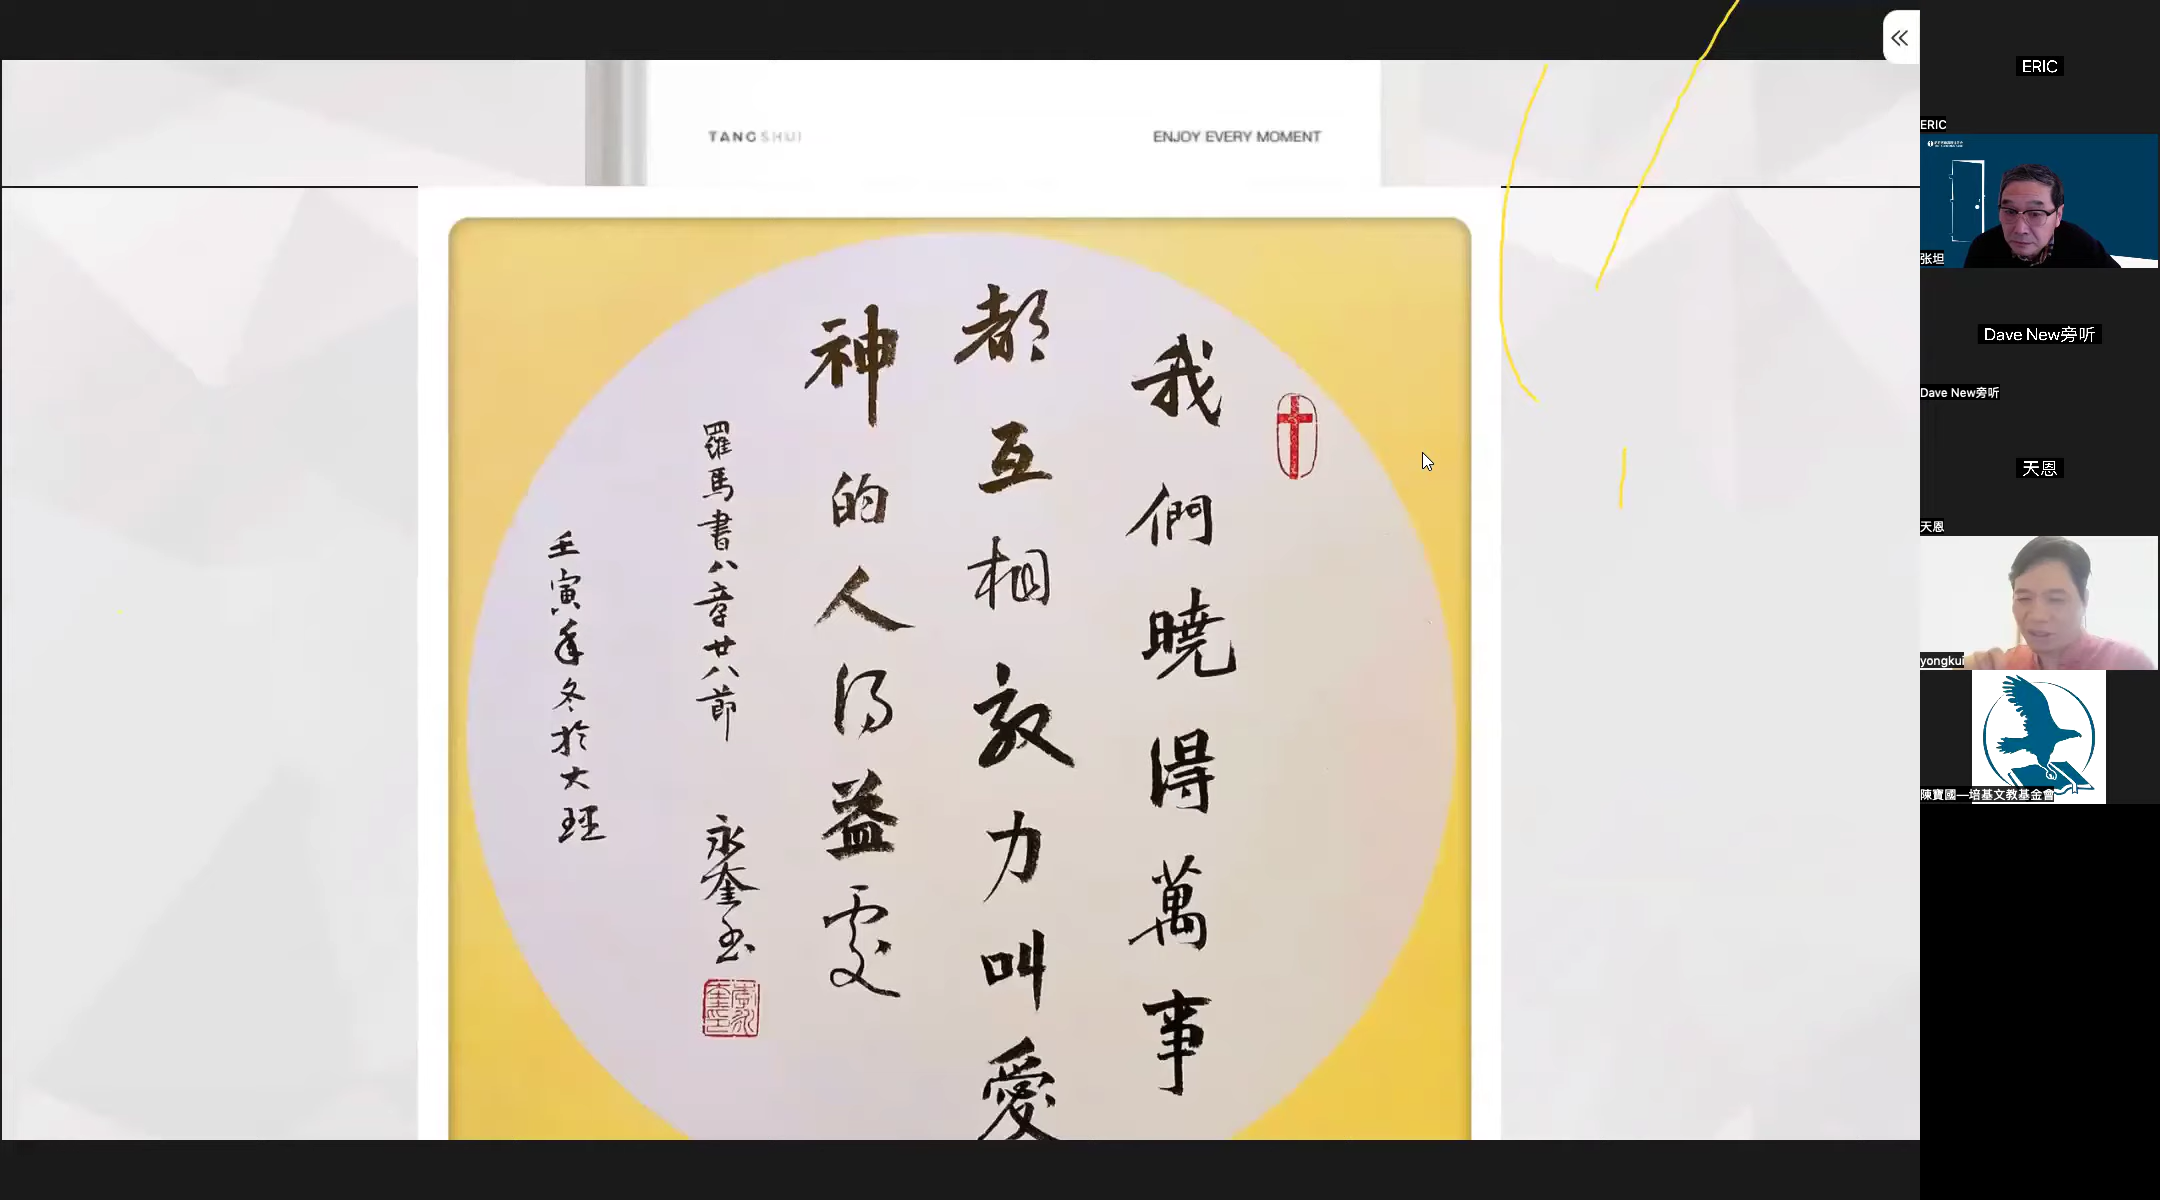 TANGSHUI
ENJOY EVERY MOMENT
我們曉得萬事
都互相效力叫愛
神的人得益處
羅馬書八章廿八節 永奎书
壬寅年冬於大理
ERIC
ERIC
张坦
Dave New旁听
Dave New旁听
天恩
天恩
yongkui
陳寶國—培基文教基金會